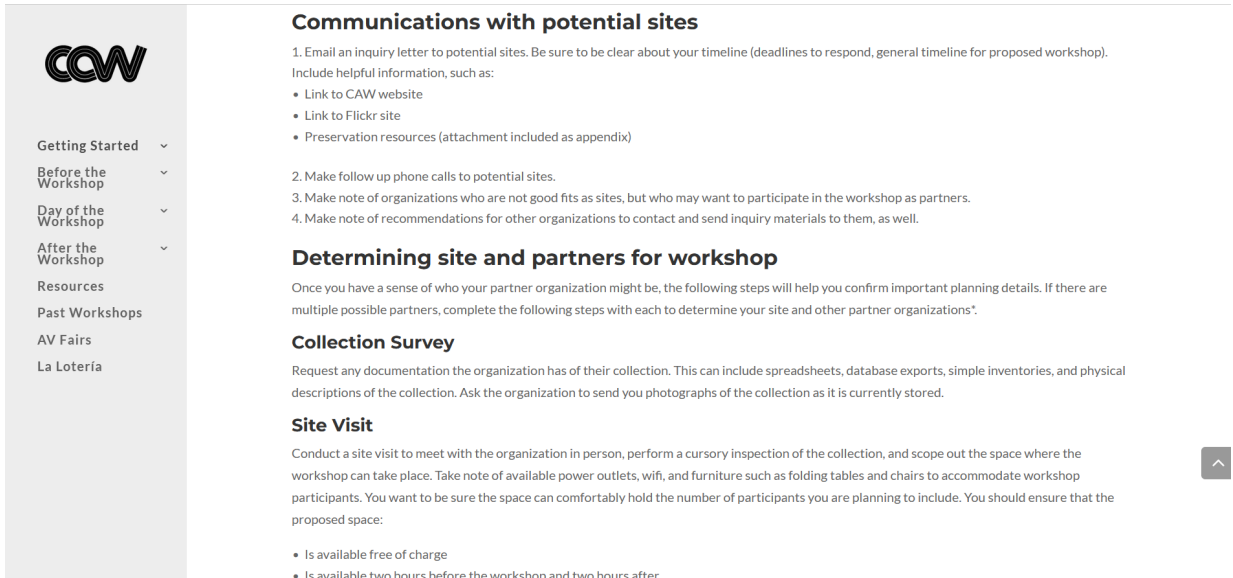 CAW
Getting Started
Before the
Workshop
Day of the
Workshop
After the
Workshop
Resources
Past Workshops
AV Fairs
La Lotería
Communications with potential sites
1. Email an inquiry letter to potential sites. Be sure to be clear about your timeline (deadlines to respond, general timeline for proposed workshop).
Include helpful information, such as:
• Link to CAW website
• Link to Flickr site
• Preservation resources (attachment included as appendix)
2. Make follow up phone calls to potential sites.
3. Make note of organizations who are not good fits as sites, but who may want to participate in the workshop as partners.
4. Make note of recommendations for other organizations to contact and send inquiry materials to them, as well.
Determining site and partners for workshop
Once you have a sense of who your partner organization might be, the following steps will help you confirm important planning details. If there are
multiple possible partners, complete the following steps with each to determine your site and other partner organizations*.
Collection Survey
Request any documentation the organization has of their collection. This can include spreadsheets, database exports, simple inventories, and physical
descriptions of the collection. Ask the organization to send you photographs of the collection as it is currently stored.
Site Visit
Conduct a site visit to meet with the organization in person, perform a cursory inspection of the collection, and scope out the space where the
workshop can take place. Take note of available power outlets, wifi, and furniture such as folding tables and chairs to accommodate workshop
participants. You want to be sure the space can comfortably hold the number of participants you are planning to include. You should ensure that the
proposed space:
• Is available free of charge
• Is available two hours before the workshop and two hours after